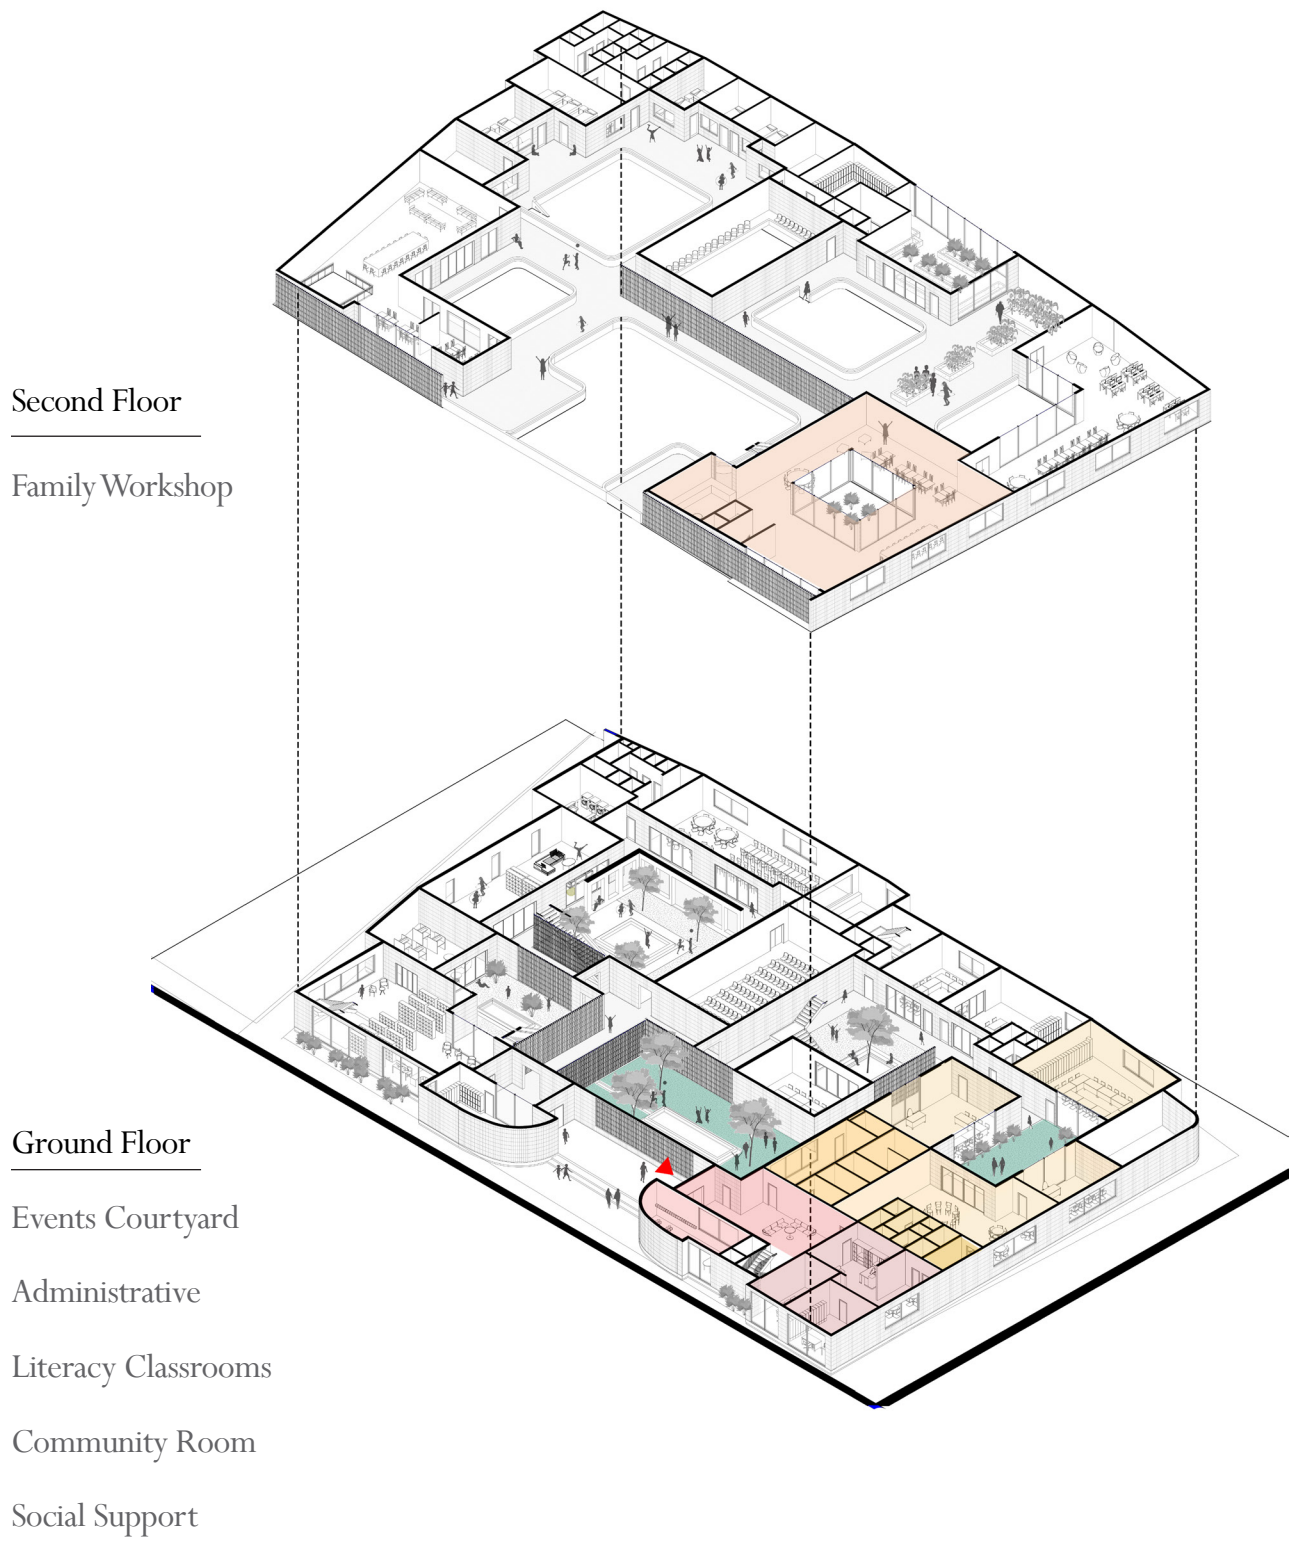 Second Floor
Family Workshop
Ground Floor
Events Courtyard
Administrative
Literacy Classrooms
Community Room
Social Support